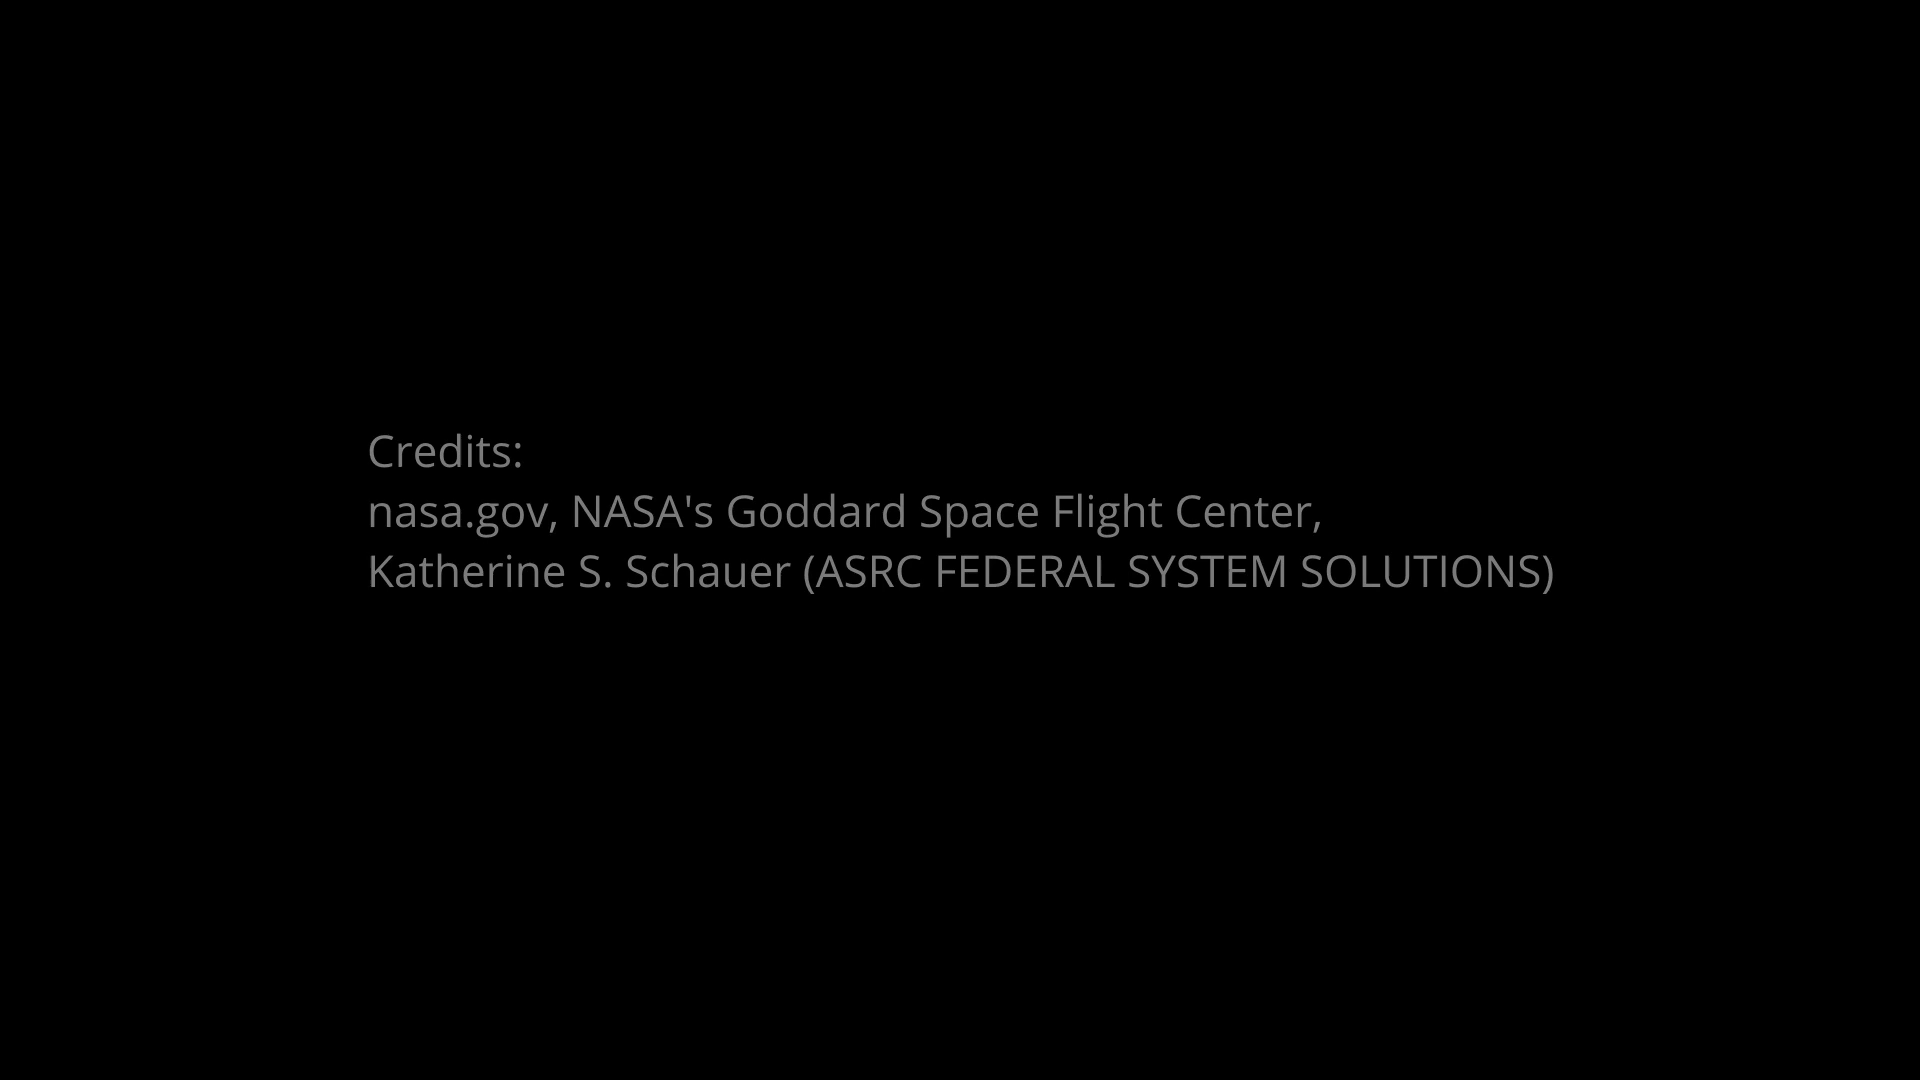 Credits:
nasa.gov, NASA's Goddard Space Flight Center,
Katherine S. Schauer (ASRC FEDERAL SYSTEM SOLUTIONS)